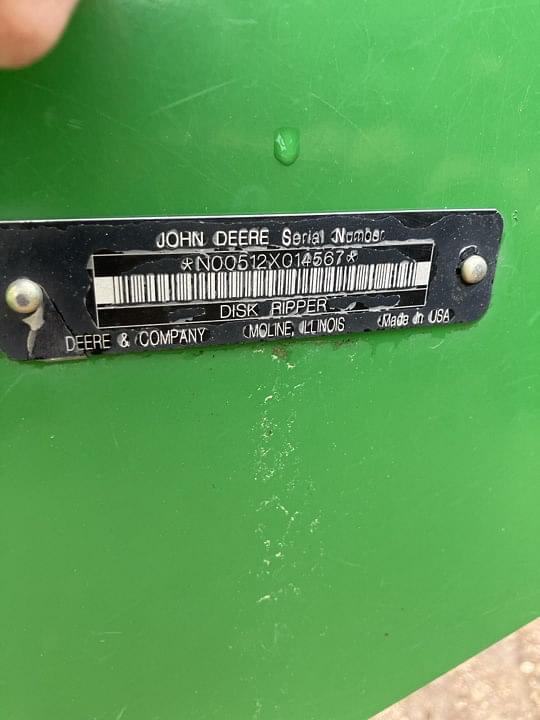 JOHN DEERE Serial Number
*N00512X014567*
DISK RIPPER
DEERE & COMPANY MOLINE, ILLINOIS Made in USA